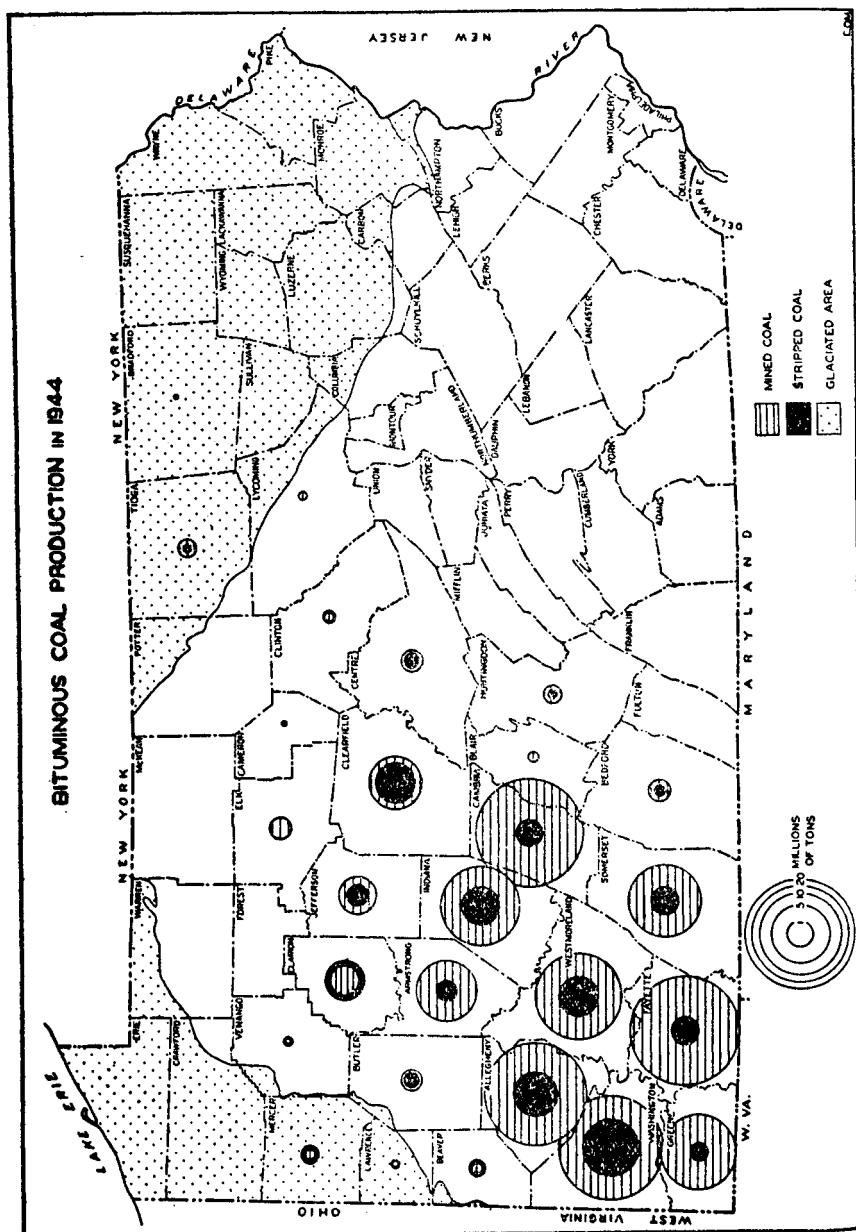 BITUMINOUS COAL PRODUCTION IN 1944
LAKE ERIE
NEW YORK
NEW YORK
ERIE
WARREN
McKEAN
POTTER
TIOGA
BRADFORD
SUSQUEHANNA
WAYNE
DELAWARE
PIKE
CRAWFORD
WYOMING
LACKAWANNA
VENANGO
FOREST
ELK
CAMERON
CLINTON
LYCOMING
SULLIVAN
LUZERNE
MONROE
NEW JERSEY
MERCER
CLARION
JEFFERSON
CLEARFIELD
CENTRE
UNION
MONTOUR
COLUMBIA
CARBON
LAWRENCE
BUTLER
ARMSTRONG
INDIANA
SNYDER
NORTHUMBERLAND
SCHUYLKILL
LEHIGH
NORTHAMPTON
BEAVER
ALLEGHENY
CAMBRIA
BLAIR
HUNTINGDON
MIFFLIN
JUNIATA
PERRY
DAUPHIN
LEBANON
BERKS
BUCKS
RIVER
OHIO
WESTMORELAND
CUMBERLAND
LANCASTER
CHESTER
MONTGOMERY
PHILADELPHIA
WASHINGTON
GREENE
FAYETTE
SOMERSET
BEDFORD
FULTON
FRANKLIN
ADAMS
YORK
DELAWARE
DELAWARE
WEST VIRGINIA
W. VA.
MARYLAND
5 10 20 MILLIONS
OF TONS
MINED COAL
STRIPPED COAL
GLACIATED AREA